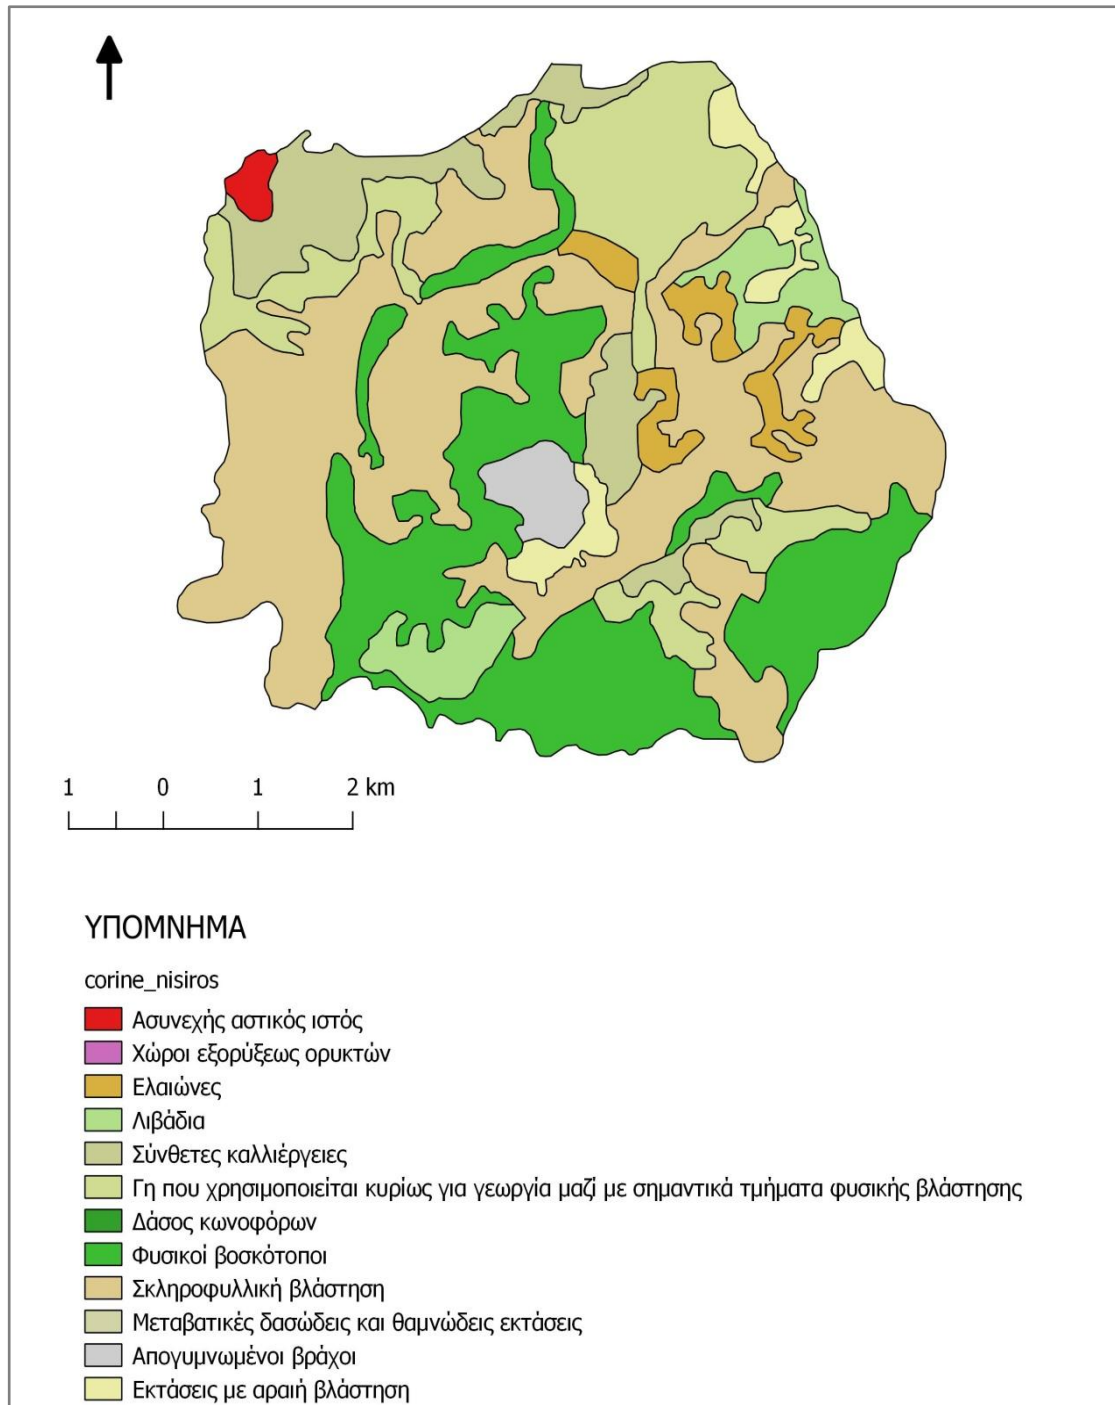 1 0 1 2 km
ΥΠΟΜΝΗΜΑ
corine_nisiros
Ασυνεχής αστικός ιστός
Χώροι εξορύξεως ορυκτών
Ελαιώνες
Λιβάδια
Σύνθετες καλλιέργειες
Γη που χρησιμοποιείται κυρίως για γεωργία μαζί με σημαντικά τμήματα φυσικής βλάστησης
Δάσος κωνοφόρων
Φυσικοί βοσκότοποι
Σκληροφυλλική βλάστηση
Μεταβατικές δασώδεις και θαμνώδεις εκτάσεις
Απογυμνωμένοι βράχοι
Εκτάσεις με αραιή βλάστηση